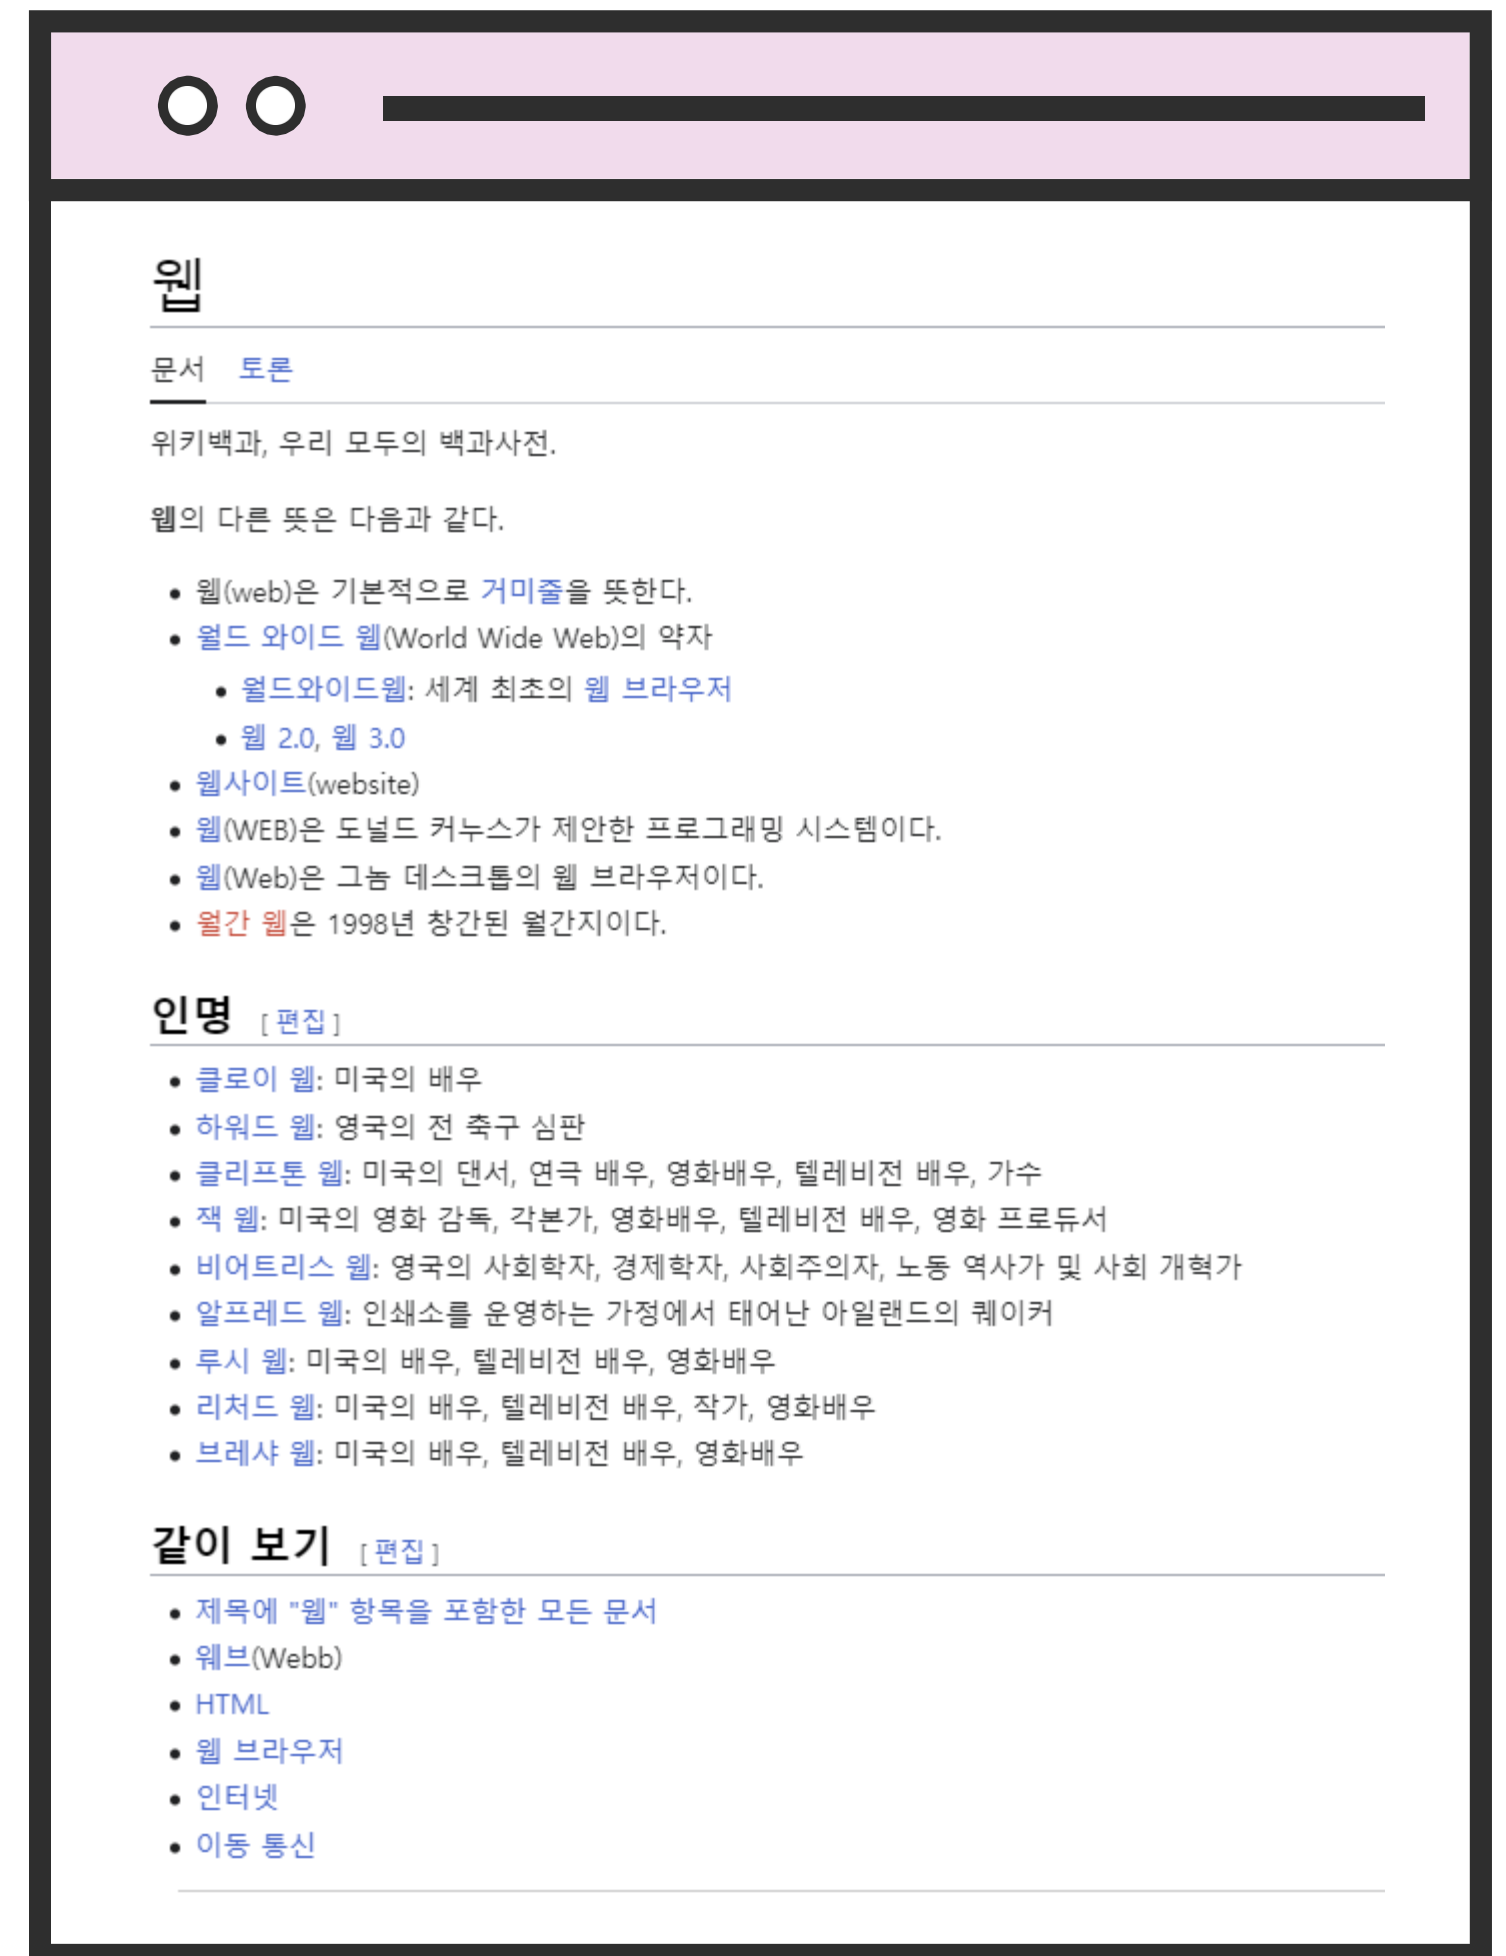 웹
문서 토론
위키백과, 우리 모두의 백과사전.
웹의 다른 뜻은 다음과 같다.
웹(web)은 기본적으로 거미줄을 뜻한다.
월드 와이드 웹(World Wide Web)의 약자
월드와이드웹: 세계 최초의 웹 브라우저
웹 2.0, 웹 3.0
웹사이트(website)
웹(WEB)은 도널드 커누스가 제안한 프로그래밍 시스템이다.
웹(Web)은 그놈 데스크톱의 웹 브라우저이다.
월간 웹은 1998년 창간된 월간지이다.
인명 [ 편집 ]
클로이 웹: 미국의 배우
하워드 웹: 영국의 전 축구 심판
클리프톤 웹: 미국의 댄서, 연극 배우, 영화배우, 텔레비전 배우, 가수
잭 웹: 미국의 영화 감독, 각본가, 영화배우, 텔레비전 배우, 영화 프로듀서
비어트리스 웹: 영국의 사회학자, 경제학자, 사회주의자, 노동 역사가 및 사회 개혁가
알프레드 웹: 인쇄소를 운영하는 가정에서 태어난 아일랜드의 퀘이커
루시 웹: 미국의 배우, 텔레비전 배우, 영화배우
리처드 웹: 미국의 배우, 텔레비전 배우, 작가, 영화배우
브레샤 웹: 미국의 배우, 텔레비전 배우, 영화배우
같이 보기 [ 편집 ]
제목에 "웹" 항목을 포함한 모든 문서
웨브(Webb)
HTML
웹 브라우저
인터넷
이동 통신